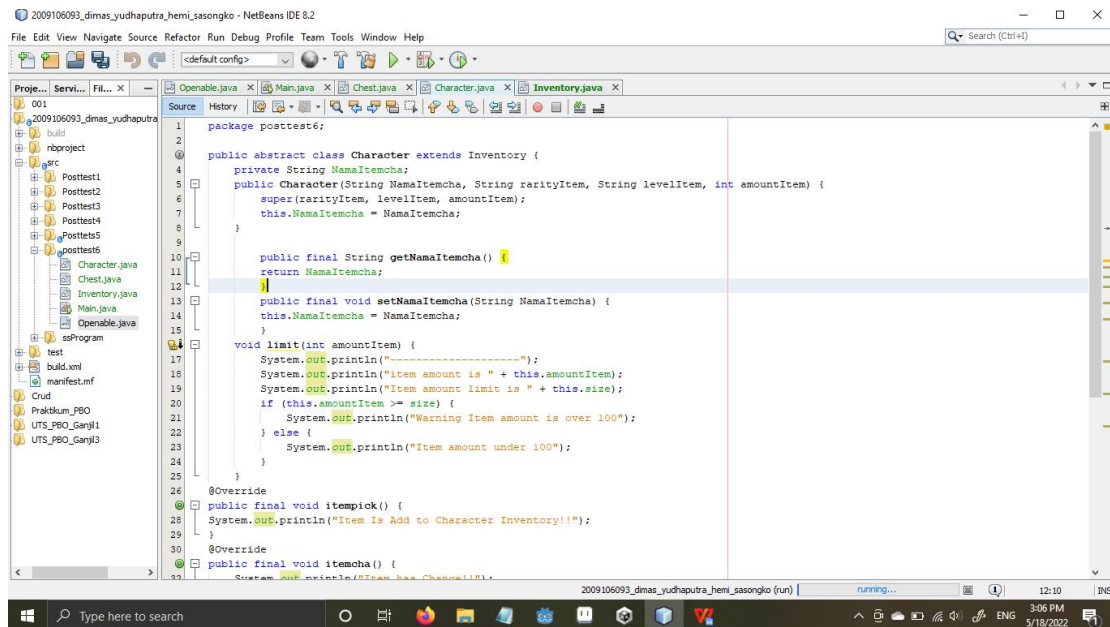 2009106093_dimas_yudhaputra_hemi_sasongko - NetBeans IDE 8.2
File Edit View Navigate Source Refactor Run Debug Profile Team Tools Window Help
Search (Ctrl+I)
<default config>
Proje... Servi... Fil... ×
Openable.java × Main.java × Chest.java × Character.java × Inventory.java ×
Source History
001
2009106093_dimas_yudhaputra
build
nbproject
src
Posttest1
Posttest2
Posttest3
Posttest4
Posttets5
posttest6
Character.java
Chest.java
Inventory.java
Main.java
Openable.java
ssProgram
test
build.xml
manifest.mf
Crud
Praktikum_PBO
UTS_PBO_Ganjil1
UTS_PBO_Ganjil3
1 package posttest6;
2
public abstract class Character extends Inventory {
4 private String NamaItemcha;
5 public Character(String NamaItemcha, String rarityItem, String levelItem, int amountItem) {
6 super(rarityItem, levelItem, amountItem);
7 this.NamaItemcha = NamaItemcha;
8 }
9
10 public final String getNamaItemcha() {
11 return NamaItemcha;
12 }
13 public final void setNamaItemcha(String NamaItemcha) {
14 this.NamaItemcha = NamaItemcha;
15 }
void limit(int amountItem) {
17 System.out.println("--------------------");
18 System.out.println("item amount is " + this.amountItem);
19 System.out.println("Item amount limit is " + this.size);
20 if (this.amountItem >= size) {
21 System.out.println("Warning Item amount is over 100");
22 } else {
23 System.out.println("Item amount under 100");
24 }
25 }
26 @Override
public final void itempick() {
28 System.out.println("Item Is Add to Character Inventory!!");
29 }
30 @Override
public final void itemcha() {
32 System.out.println("Item has Change!!");
2009106093_dimas_yudhaputra_hemi_sasongko (run) running... 1 12:10 INS
Type here to search
ENG
3:06 PM
5/18/2022